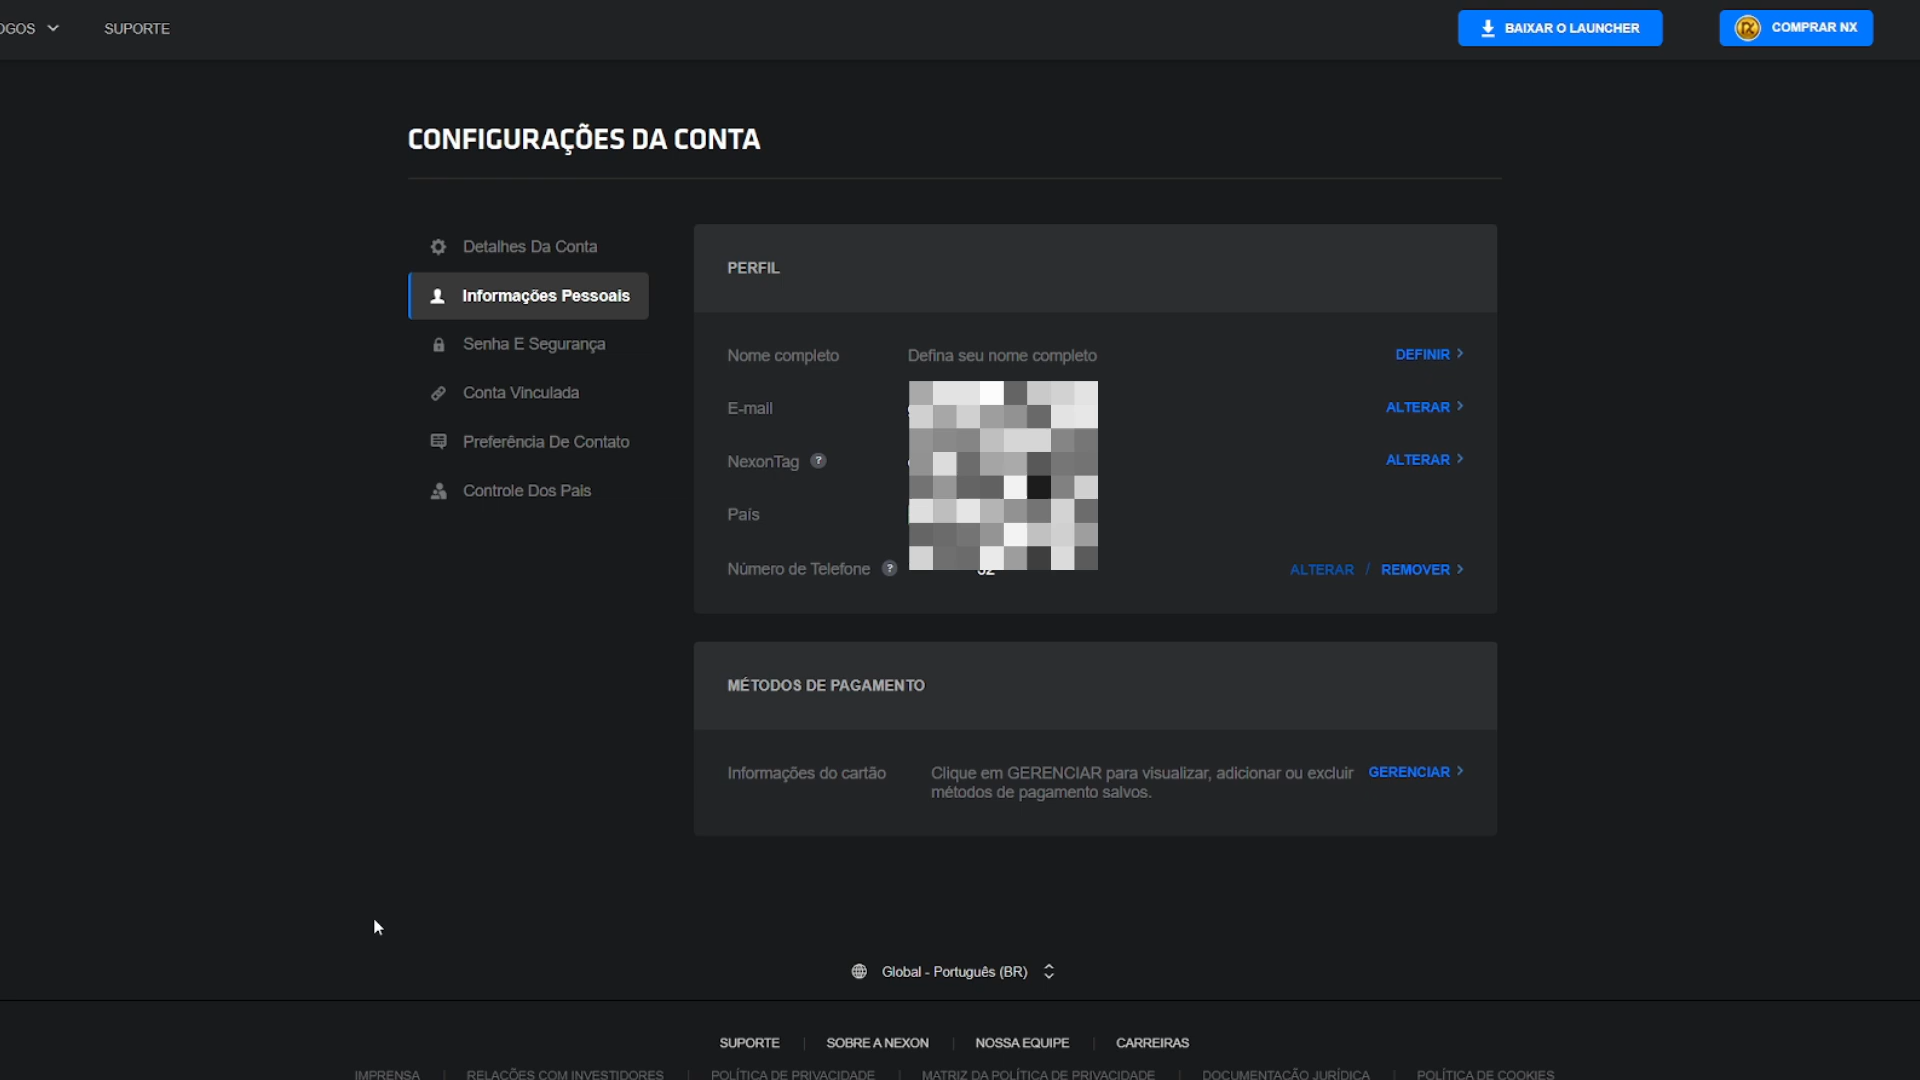 SUPORTE
BAIXAR O LAUNCHER
COMPRAR NX
CONFIGURAÇÕES DA CONTA
Detalhes Da Conta
Informações Pessoais
Senha E Segurança
Conta Vinculada
Preferência De Contato
Controle Dos Pais
PERFIL
Nome completo Defina seu nome completo DEFINIR
E-mail ALTERAR
NexonTag ? ALTERAR
País
Número de Telefone ? ALTERAR / REMOVER
MÉTODOS DE PAGAMENTO
Informações do cartão Clique em GERENCIAR para visualizar, adicionar ou excluir GERENCIAR
métodos de pagamento salvos.
Global - Português (BR)
SUPORTE | SOBRE A NEXON | NOSSA EQUIPE | CARREIRAS
IMPRENSA | RELAÇÕES COM INVESTIDORES | POLÍTICA DE PRIVACIDADE | MATRIZ DA POLÍTICA DE PRIVACIDADE | DOCUMENTAÇÃO JURÍDICA | POLÍTICA DE COOKIES